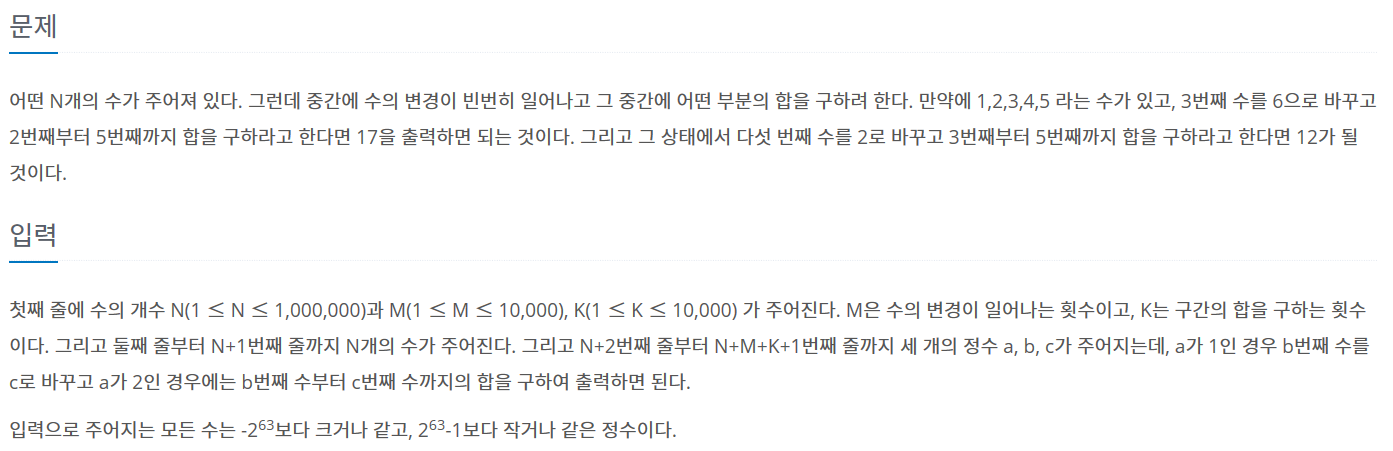 문제
어떤 N개의 수가 주어져 있다. 그런데 중간에 수의 변경이 빈번히 일어나고 그 중간에 어떤 부분의 합을 구하려 한다. 만약에 1,2,3,4,5 라는 수가 있고, 3번째 수를 6으로 바꾸고
2번째부터 5번째까지 합을 구하라고 한다면 17을 출력하면 되는 것이다. 그리고 그 상태에서 다섯 번째 수를 2로 바꾸고 3번째부터 5번째까지 합을 구하라고 한다면 12가 될
것이다.
입력
첫째 줄에 수의 개수 N(1 ≤ N ≤ 1,000,000)과 M(1 ≤ M ≤ 10,000), K(1 ≤ K ≤ 10,000) 가 주어진다. M은 수의 변경이 일어나는 횟수이고, K는 구간의 합을 구하는 횟수
이다. 그리고 둘째 줄부터 N+1번째 줄까지 N개의 수가 주어진다. 그리고 N+2번째 줄부터 N+M+K+1번째 줄까지 세 개의 정수 a, b, c가 주어지는데, a가 1인 경우 b번째 수를
c로 바꾸고 a가 2인 경우에는 b번째 수부터 c번째 수까지의 합을 구하여 출력하면 된다.
입력으로 주어지는 모든 수는 -2⁶³보다 크거나 같고, 2⁶³-1보다 작거나 같은 정수이다.